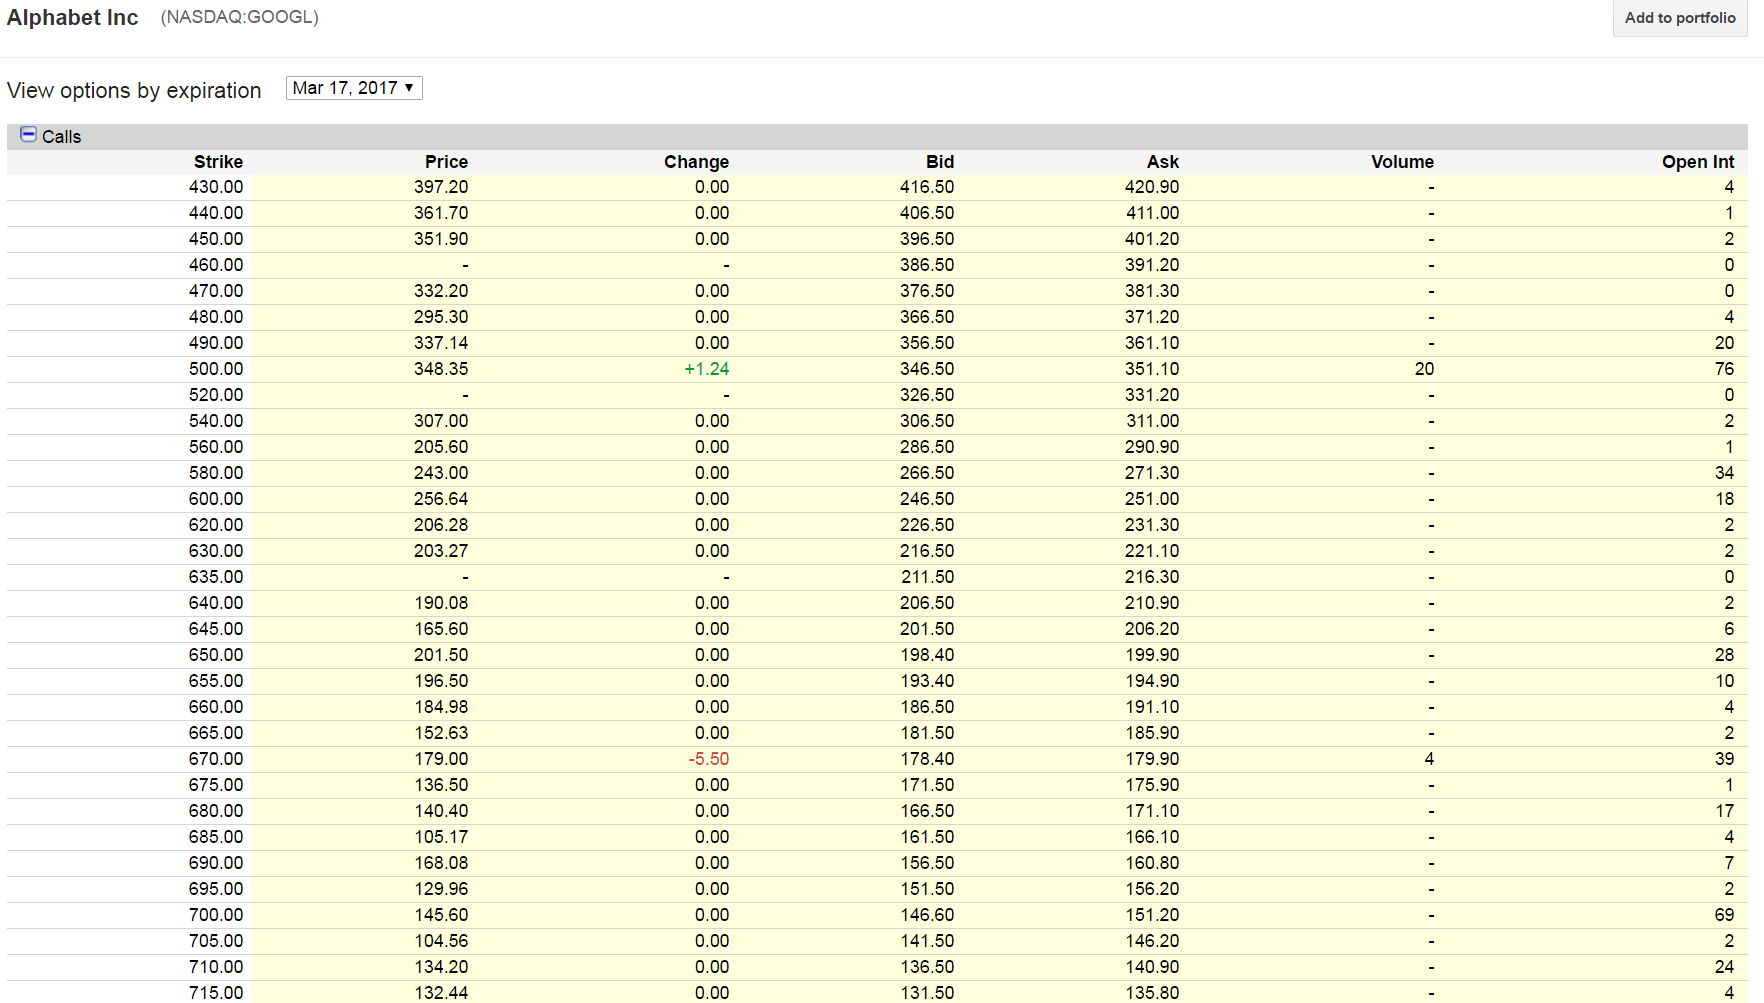 Alphabet Inc (NASDAQ:GOOGL) Add to portfolio
View options by expiration Mar 17, 2017 ▼
Calls
Strike Price Change Bid Ask Volume Open Int
430.00 397.20 0.00 416.50 420.90 - 4
440.00 361.70 0.00 406.50 411.00 - 1
450.00 351.90 0.00 396.50 401.20 - 2
460.00 - - 386.50 391.20 - 0
470.00 332.20 0.00 376.50 381.30 - 0
480.00 295.30 0.00 366.50 371.20 - 4
490.00 337.14 0.00 356.50 361.10 - 20
500.00 348.35 +1.24 346.50 351.10 20 76
520.00 - - 326.50 331.20 - 0
540.00 307.00 0.00 306.50 311.00 - 2
560.00 205.60 0.00 286.50 290.90 - 1
580.00 243.00 0.00 266.50 271.30 - 34
600.00 256.64 0.00 246.50 251.00 - 18
620.00 206.28 0.00 226.50 231.30 - 2
630.00 203.27 0.00 216.50 221.10 - 2
635.00 - - 211.50 216.30 - 0
640.00 190.08 0.00 206.50 210.90 - 2
645.00 165.60 0.00 201.50 206.20 - 6
650.00 201.50 0.00 198.40 199.90 - 28
655.00 196.50 0.00 193.40 194.90 - 10
660.00 184.98 0.00 186.50 191.10 - 4
665.00 152.63 0.00 181.50 185.90 - 2
670.00 179.00 -5.50 178.40 179.90 4 39
675.00 136.50 0.00 171.50 175.90 - 1
680.00 140.40 0.00 166.50 171.10 - 17
685.00 105.17 0.00 161.50 166.10 - 4
690.00 168.08 0.00 156.50 160.80 - 7
695.00 129.96 0.00 151.50 156.20 - 2
700.00 145.60 0.00 146.60 151.20 - 69
705.00 104.56 0.00 141.50 146.20 - 2
710.00 134.20 0.00 136.50 140.90 - 24
715.00 132.44 0.00 131.50 135.80 - 4